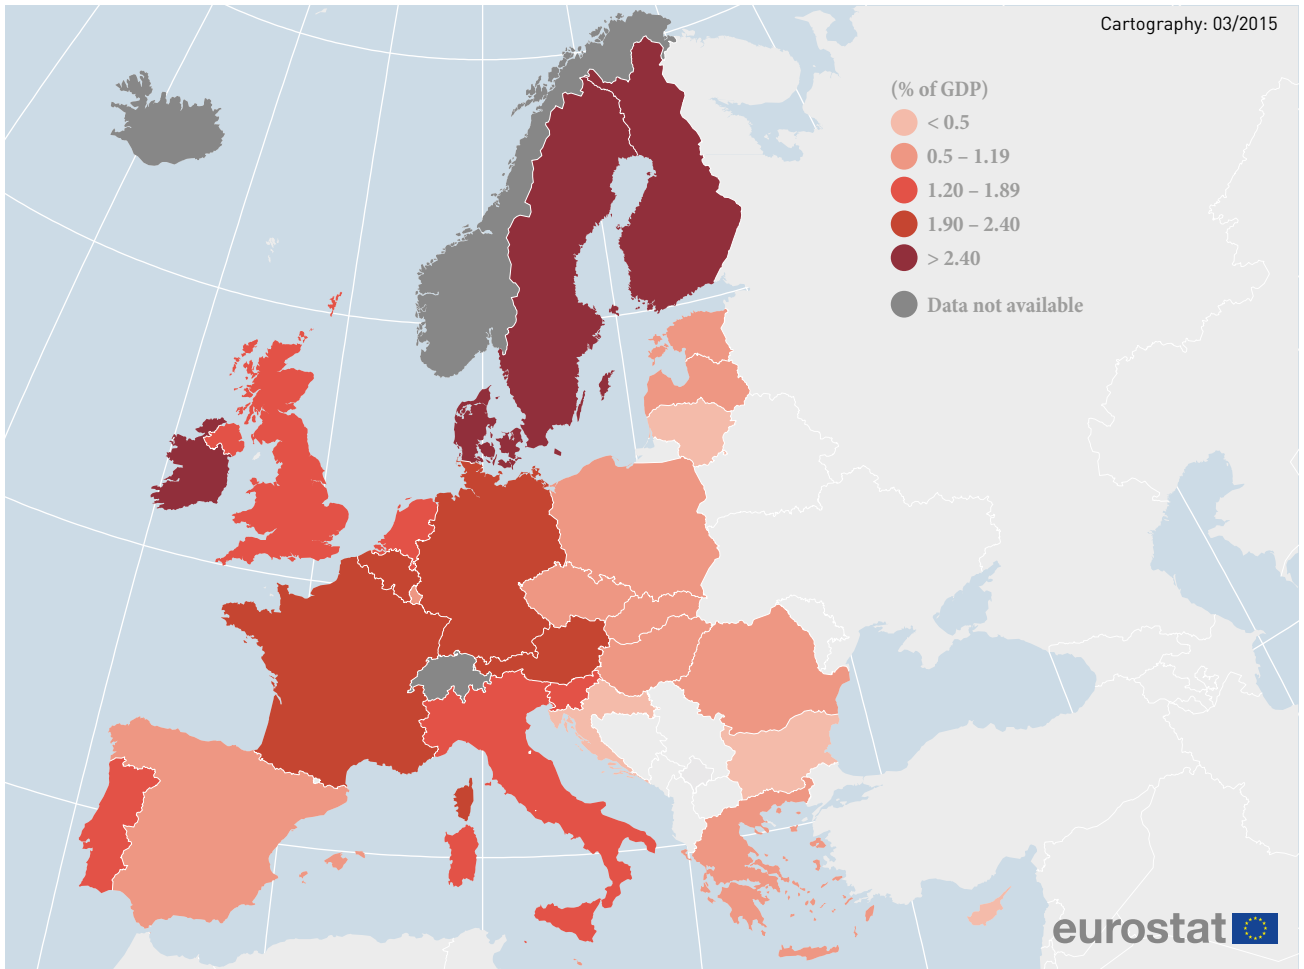 Cartography: 03/2015
(% of GDP)
< 0.5
0.5 – 1.19
1.20 – 1.89
1.90 – 2.40
> 2.40
Data not available
eurostat